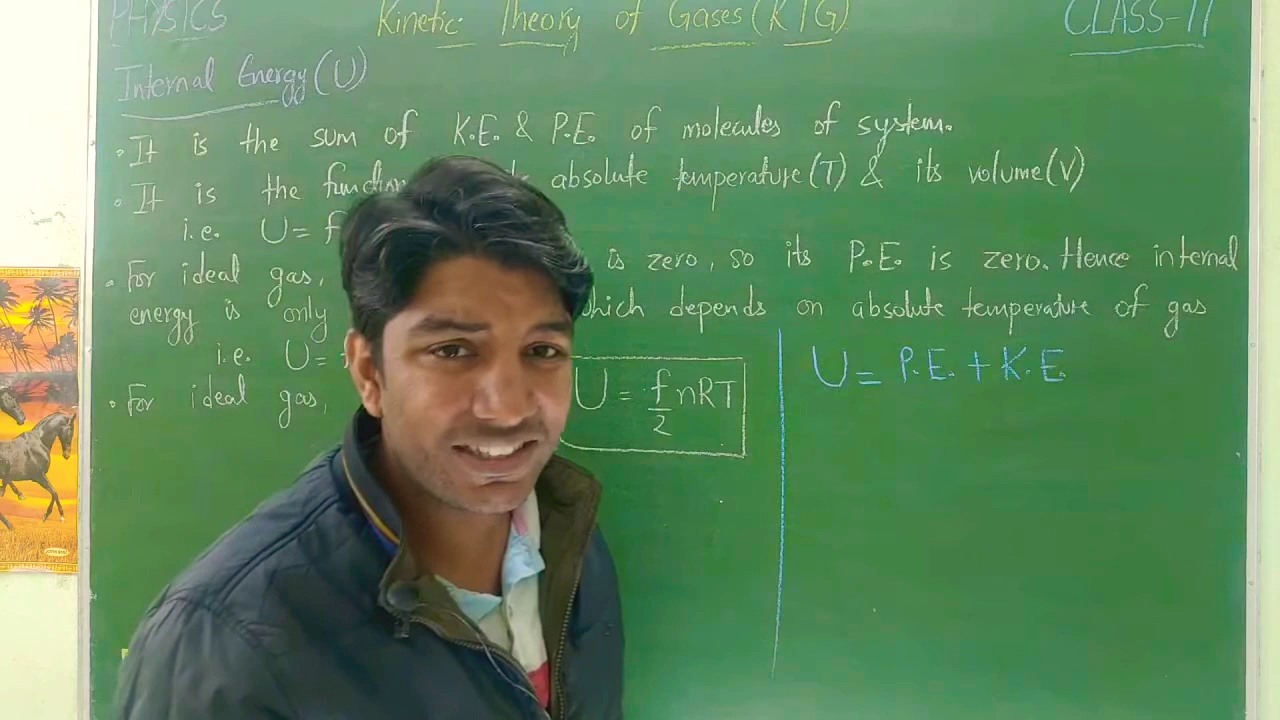 PHYSICS
Kinetic Theory of Gases (KTG)
CLASS-11
Internal Energy (U)
• It is the sum of K.E. & P.E. of molecules of system.
• It is the absolute temperature (T) & its volume (V)
i.e. U = f
• For ideal gas, is zero, so its P.E. is zero. Hence internal
energy is only which depends on absolute temperature of gas
i.e. U =
• For ideal gas, U = f/2 nRT
U = P.E. + K.E.